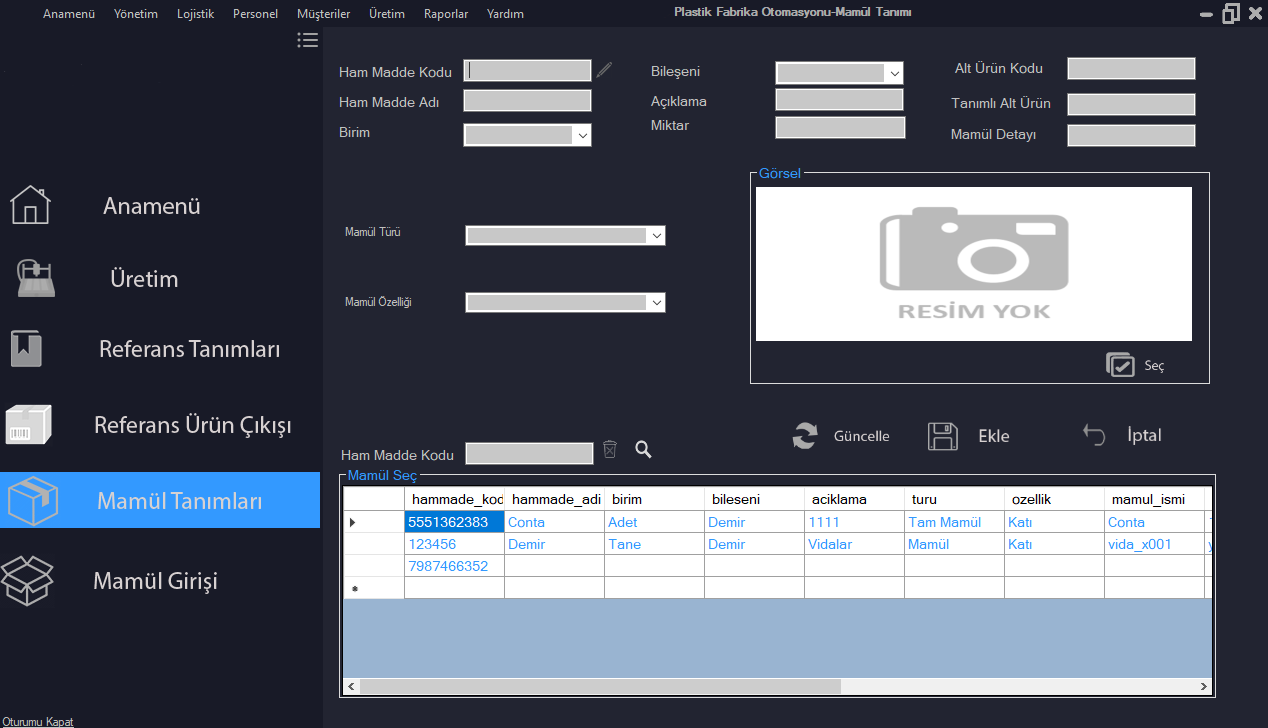 Anamenü Yönetim Lojistik Personel Müşteriler Üretim Raporlar Yardım
Plastik Fabrika Otomasyonu-Mamül Tanımı
Anamenü
Üretim
Referans Tanımları
Referans Ürün Çıkışı
Mamül Tanımları
Mamül Girişi
Oturumu Kapat
Ham Madde Kodu Bileşeni Alt Ürün Kodu
Ham Madde Adı Açıklama Tanımlı Alt Ürün
Birim Miktar Mamül Detayı
Mamül Türü
Mamül Özelliği
Görsel
RESİM YOK
Seç
Güncelle Ekle İptal
Ham Madde Kodu
Mamül Seç
hammade_kod hammade_adi birim bileseni aciklama turu ozellik mamul_ismi
5551362383 Conta Adet Demir 1111 Tam Mamül Katı Conta
123456 Demir Tane Demir Vidalar Mamül Katı vida_x001
7987466352